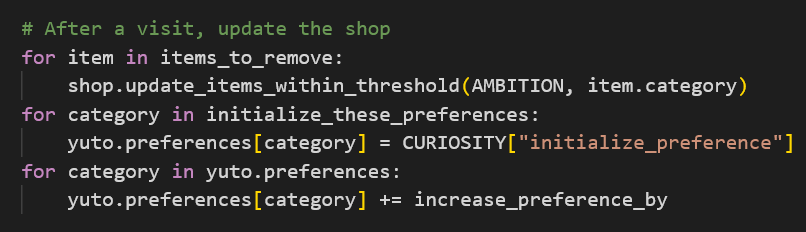 # After a visit, update the shop
for item in items_to_remove:
    shop.update_items_within_threshold(AMBITION, item.category)
for category in initialize_these_preferences:
    yuto.preferences[category] = CURIOSITY["initialize_preference"]
for category in yuto.preferences:
    yuto.preferences[category] += increase_preference_by